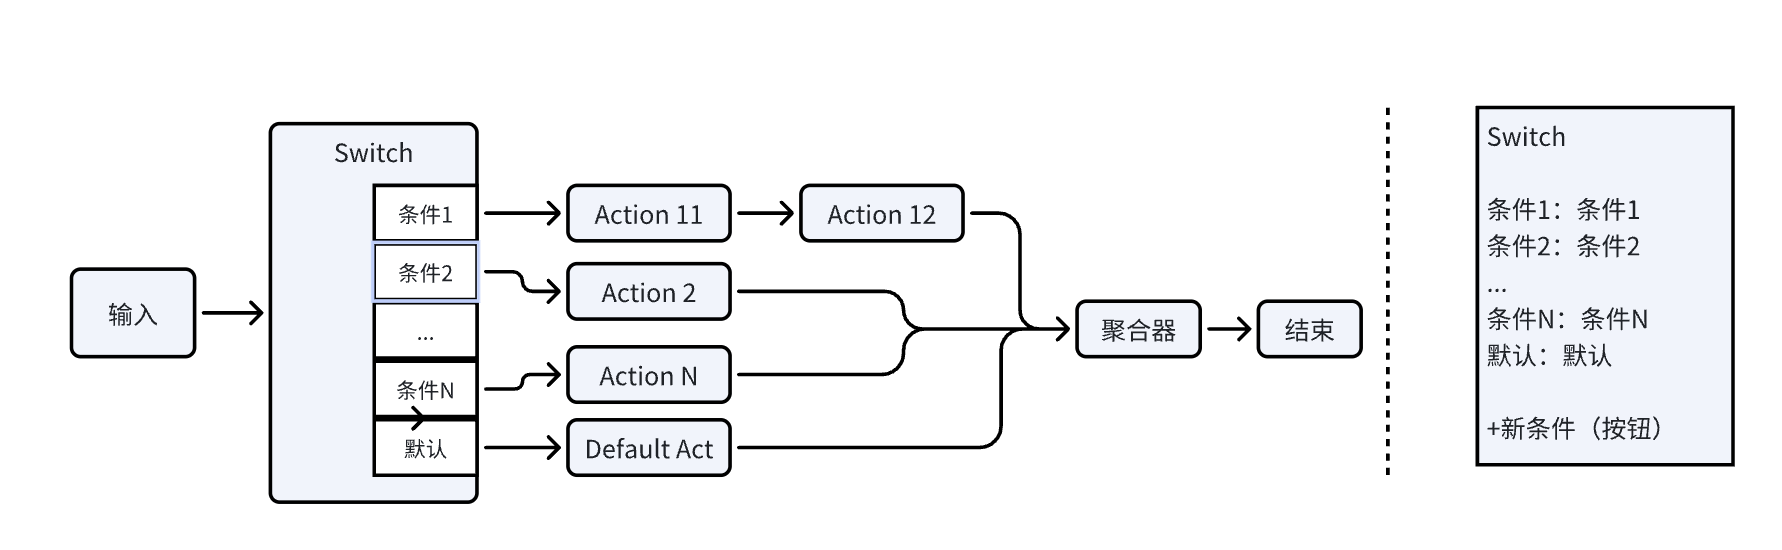 输入
Switch
条件1
条件2
...
条件N
默认
Action 11
Action 12
Action 2
Action N
Default Act
聚合器
结束
Switch
条件1：条件1
条件2：条件2
...
条件N：条件N
默认：默认
+新条件（按钮）